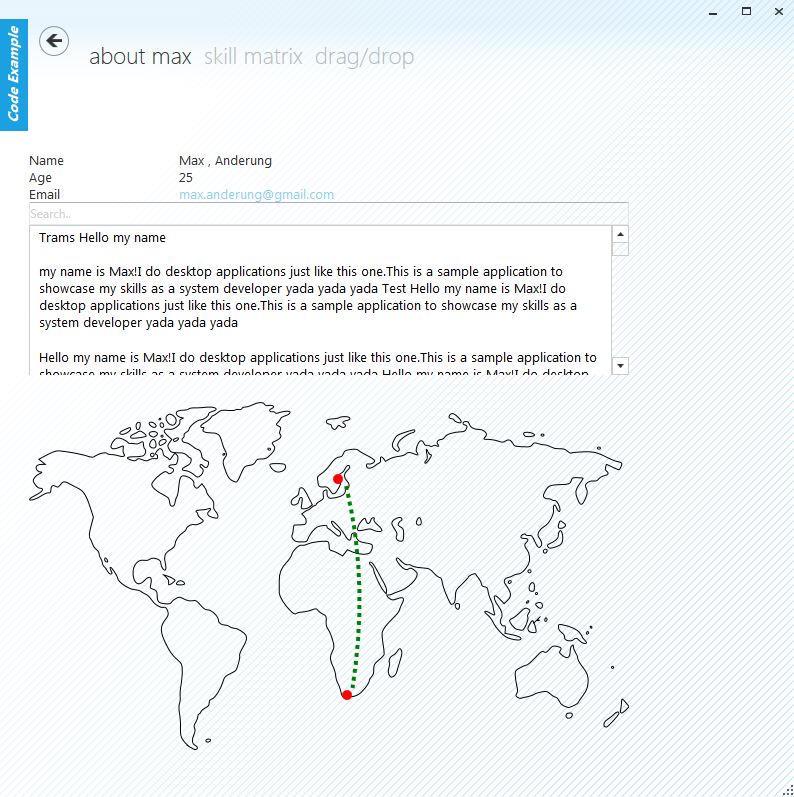 Code Example
about max skill matrix drag/drop
Name Max , Anderung
Age 25
Email max.anderung@gmail.com
Search..
Trams Hello my name
my name is Max!I do desktop applications just like this one.This is a sample application to
showcase my skills as a system developer yada yada yada Test Hello my name is Max!I do
desktop applications just like this one.This is a sample application to showcase my skills as a
system developer yada yada yada
Hello my name is Max!I do desktop applications just like this one.This is a sample application to
showcase my skills as a system developer yada yada yada Hello my name is Max!I do desktop